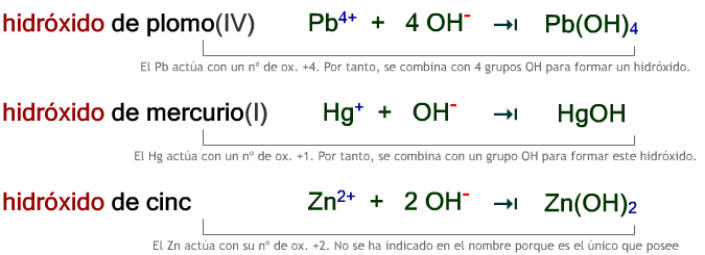 hidróxido de plomo(IV) Pb⁴⁺ + 4 OH⁻ → Pb(OH)₄
El Pb actúa con un nº de ox. +4. Por tanto, se combina con 4 grupos OH para formar un hidróxido.
hidróxido de mercurio(I) Hg⁺ + OH⁻ → HgOH
El Hg actúa con un nº de ox. +1. Por tanto, se combina con un grupo OH para formar este hidróxido.
hidróxido de cinc Zn²⁺ + 2 OH⁻ → Zn(OH)₂
El Zn actúa con su nº de ox. +2. No se ha indicado en el nombre porque es el único que posee